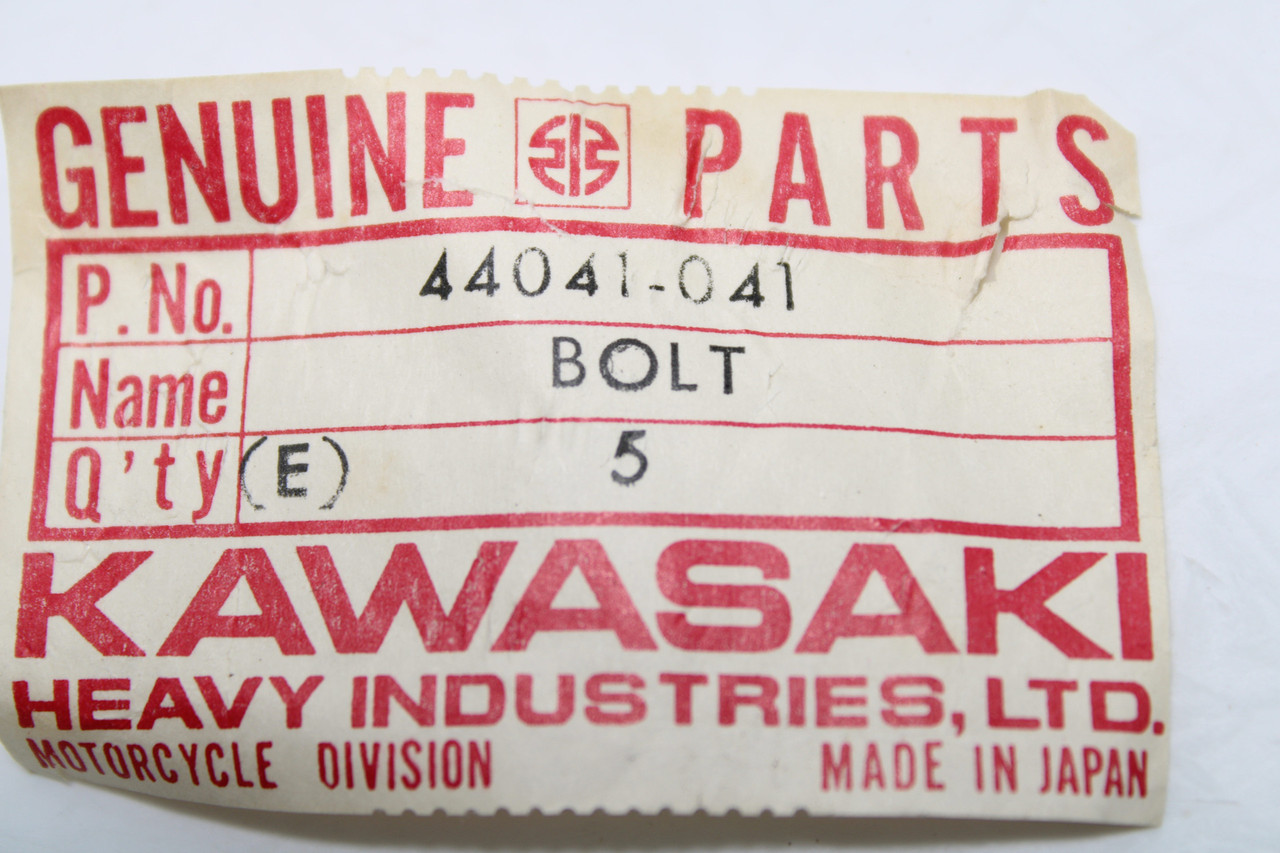 GENUINE PARTS
P. No. 44041-041
Name BOLT
Q'ty (E) 5
KAWASAKI
HEAVY INDUSTRIES, LTD.
MOTORCYCLE DIVISION MADE IN JAPAN